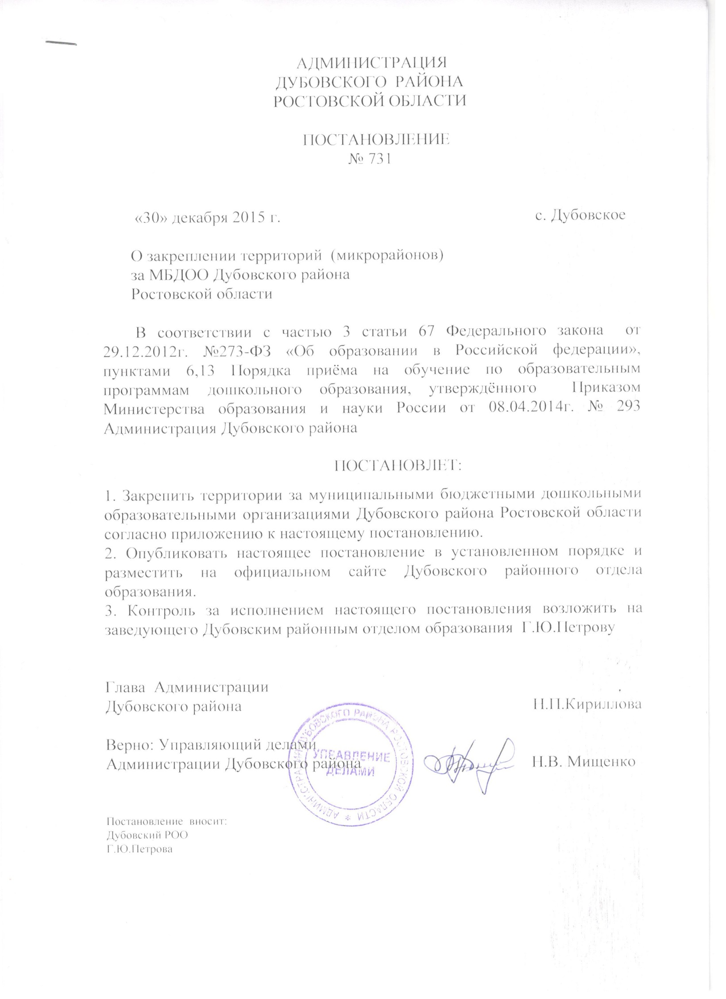 АДМИНИСТРАЦИЯ
ДУБОВСКОГО РАЙОНА
РОСТОВСКОЙ ОБЛАСТИ
ПОСТАНОВЛЕНИЕ
№ 731
«30» декабря 2015 г. с. Дубовское
О закреплении территорий (микрорайонов)
за МБДОО Дубовского района
Ростовской области
В соответствии с частью 3 статьи 67 Федерального закона от
29.12.2012г. №273-ФЗ «Об образовании в Российской федерации»,
пунктами 6,13 Порядка приёма на обучение по образовательным
программам дошкольного образования, утверждённого Приказом
Министерства образования и науки России от 08.04.2014г. № 293
Администрация Дубовского района
ПОСТАНОВЛЕТ:
1. Закрепить территории за муниципальными бюджетными дошкольными
образовательными организациями Дубовского района Ростовской области
согласно приложению к настоящему постановлению.
2. Опубликовать настоящее постановление в установленном порядке и
разместить на официальном сайте Дубовского районного отдела
образования.
3. Контроль за исполнением настоящего постановления возложить на
заведующего Дубовским районным отделом образования Г.Ю.Петрову
Глава Администрации
Дубовского района Н.П.Кириллова
Верно: Управляющий делами
Администрации Дубовского района Н.В. Мищенко
АДМИНИСТРАЦИЯ ДУБОВСКОГО РАЙОНА РОСТОВСКОЙ ОБЛАСТИ *
УПРАВЛЕНИЕ
ДЕЛАМИ
Постановление вносит:
Дубовский РОО
Г.Ю.Петрова